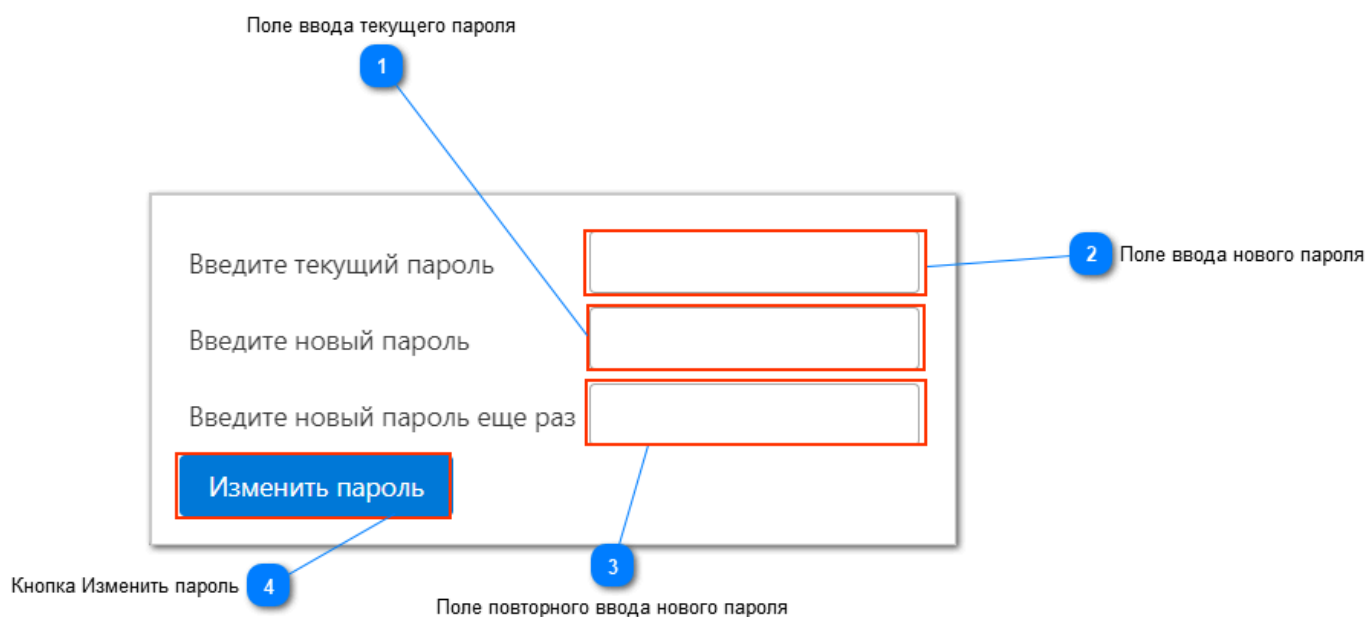 Поле ввода текущего пароля
1
Введите текущий пароль
2 Поле ввода нового пароля
Введите новый пароль
Введите новый пароль еще раз
Изменить пароль
3
Кнопка Изменить пароль 4
Поле повторного ввода нового пароля